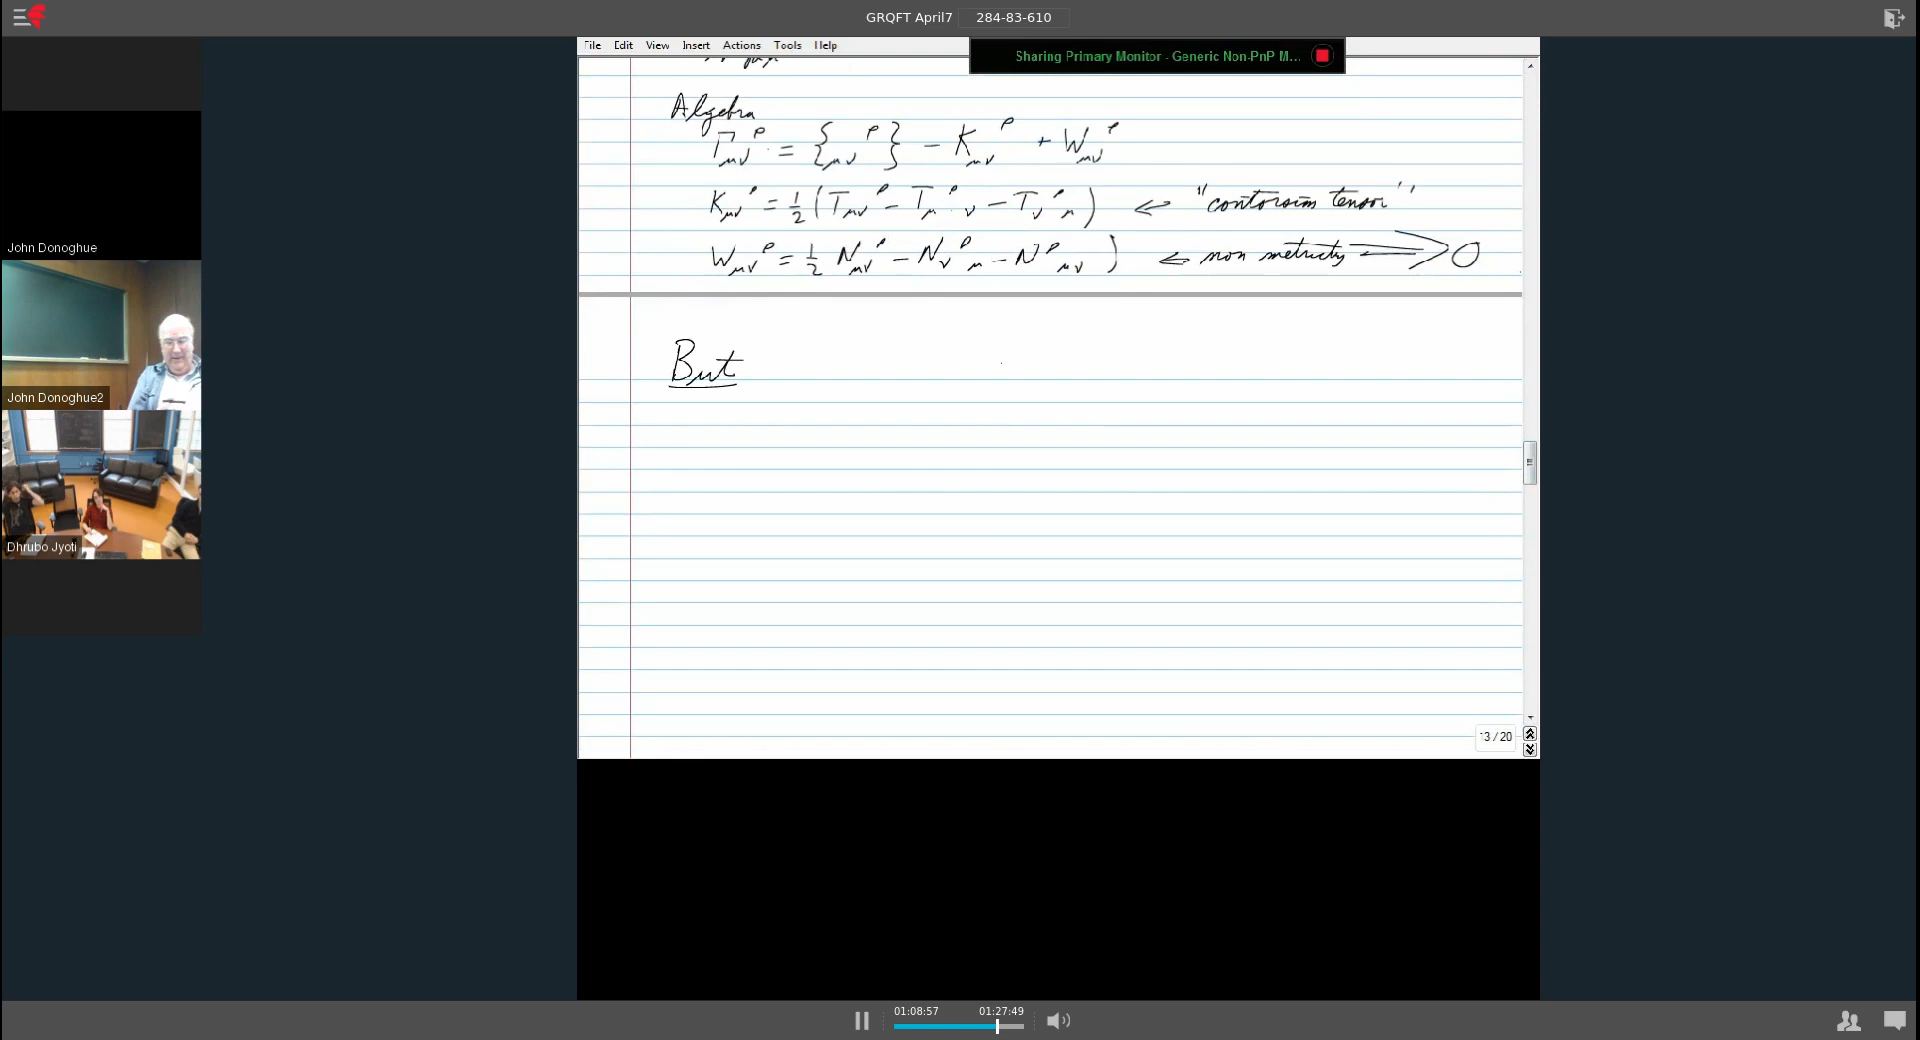 GRQFT April7 284-83-610
File Edit View Insert Actions Tools Help
Sharing Primary Monitor - Generic Non-PnP M...
Algebra
Γ_μν^ρ = {_μν^ρ} - K_μν^ρ + W_μν^ρ
K_μν^ρ = 1/2 (T_μν^ρ - T_μ^ρ_ν - T_ν^ρ_μ) ⇐ "contorsion tensor"
W_μν^ρ = 1/2 N_μν^ρ - N_ν^ρ_μ - N^ρ_μν ) ⇐ non metricity ⇒ 0
But
John Donoghue
John Donoghue2
Dhrubo Jyoti
13 / 20
01:08:57 01:27:49